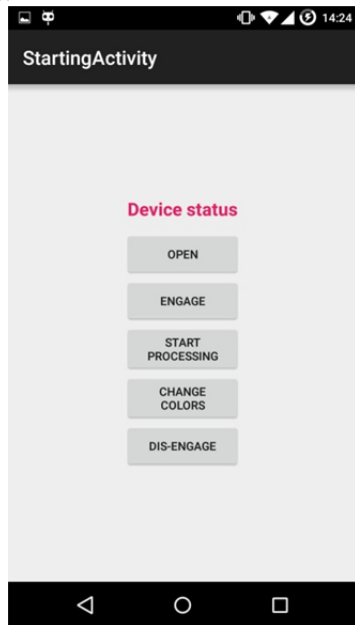 14:24
StartingActivity
Device status
OPEN
ENGAGE
START
PROCESSING
CHANGE
COLORS
DIS-ENGAGE